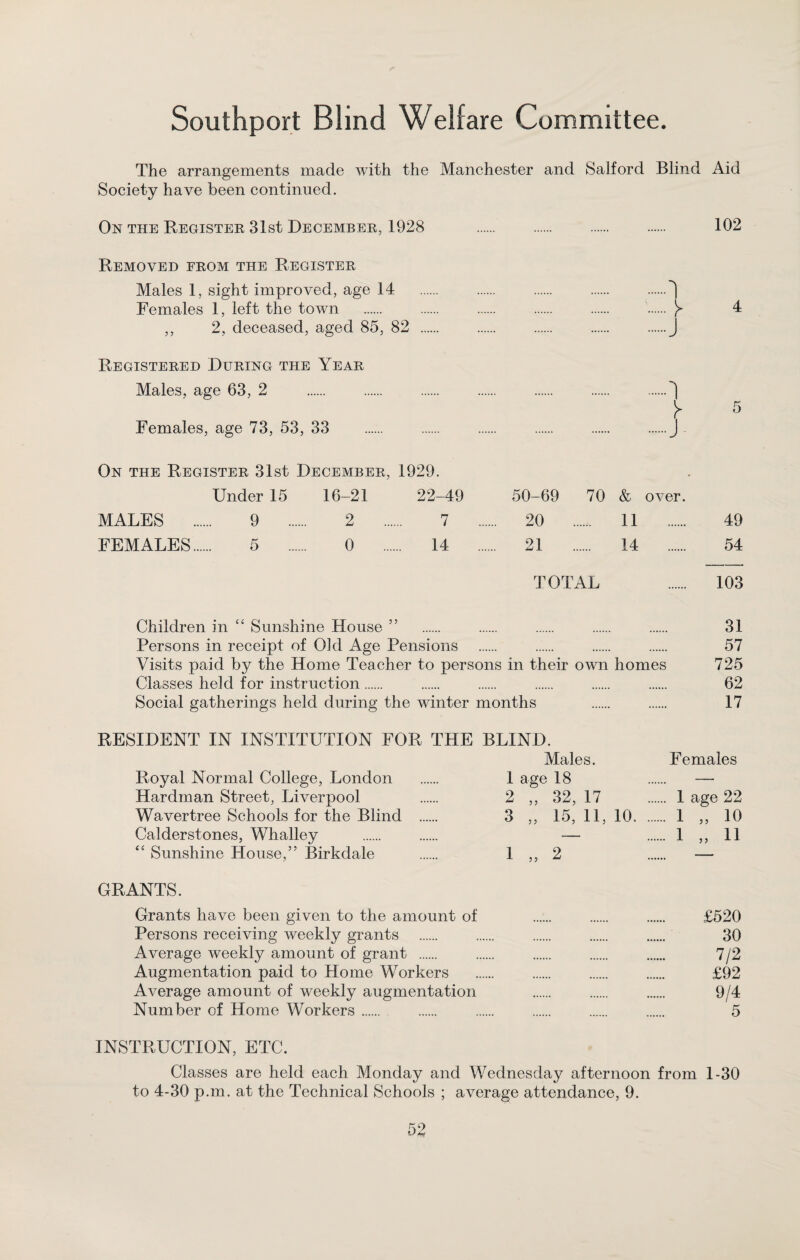 Southport Blind Welfare Committee.
The arrangements made with the Manchester and Salford Blind Aid
Society have been continued.
On the Register 31st December, 1928 ...... ...... ...... ...... 102
Removed from the Register
Males 1, sight improved, age 14 ...... ...... ...... ...... ......}
Females 1, left the town ...... ...... ...... ...... ...... ......} 4
,, 2, deceased, aged 85, 82 ...... ...... ...... ...... ......}
Registered During the Year
Males, age 63, 2 ...... ...... ...... ...... ...... ...... ......}
} 5
Females, age 73, 53, 33 ...... ...... ...... ...... ...... ......}
On the Register 31st December, 1929.
Under 15 16-21 22-49 50-69 70 & over.
MALES ...... 9 ...... 2 ...... 7 ...... 20 ...... 11 ...... 49
FEMALES...... 5 ...... 0 ...... 14 ...... 21 ...... 14 ...... 54
TOTAL ...... 103
Children in “ Sunshine House ” ...... ...... ...... ...... ...... 31
Persons in receipt of Old Age Pensions ...... ...... ...... ...... 57
Visits paid by the Home Teacher to persons in their own homes 725
Classes held for instruction...... ...... ...... ...... ...... ...... 62
Social gatherings held during the winter months ...... ...... 17
RESIDENT IN INSTITUTION FOR THE BLIND.
Males. Females
Royal Normal College, London ...... 1 age 18 ...... —
Hardman Street, Liverpool ...... 2 ,, 32, 17 ...... 1 age 22
Wavertree Schools for the Blind ...... 3 ,, 15, 11, 10. ...... 1 ,, 10
Calderstones, Whalley ...... ...... — ...... 1 ,, 11
“ Sunshine House,” Birkdale ...... 1 ,, 2 ...... —
GRANTS.
Grants have been given to the amount of ...... ...... ...... £520
Persons receiving weekly grants ...... ...... ...... ...... ...... 30
Average weekly amount of grant ...... ...... ...... ...... ...... 7/2
Augmentation paid to Home Workers ...... ...... ...... ...... £92
Average amount of weekly augmentation ...... ...... ...... 9/4
Number of Home Workers ...... ...... ...... ...... ...... ...... 5
INSTRUCTION, ETC.
Classes are held each Monday and Wednesday afternoon from 1-30
to 4-30 p.m. at the Technical Schools ; average attendance, 9.
52